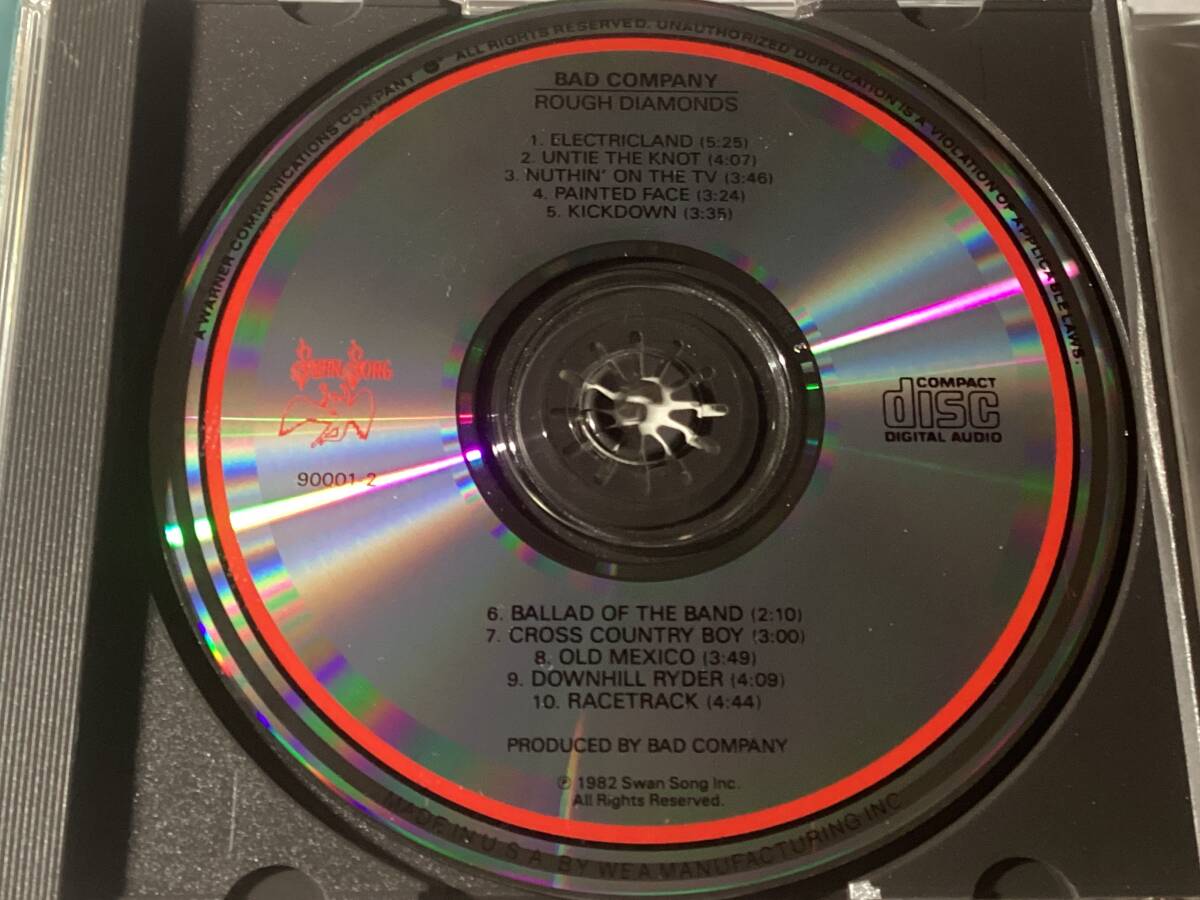 A WARNER COMMUNICATIONS COMPANY ℗ ALL RIGHTS RESERVED. UNAUTHORIZED DUPLICATION IS A VIOLATION OF APPLICABLE LAWS.
BAD COMPANY
ROUGH DIAMONDS
1. ELECTRICLAND (5:25)
2. UNTIE THE KNOT (4:07)
3. NUTHIN' ON THE TV (3:46)
4. PAINTED FACE (3:24)
5. KICKDOWN (3:35)
3
SWAN SONG
90001-2
COMPACT
disc
DIGITAL AUDIO
6. BALLAD OF THE BAND (2:10)
7. CROSS COUNTRY BOY (3:00)
8. OLD MEXICO (3:49)
9. DOWNHILL RYDER (4:09)
10. RACETRACK (4:44)
PRODUCED BY BAD COMPANY
℗ 1982 Swan Song Inc.
All Rights Reserved.
MADE IN U.S.A. BY WEA MANUFACTURING INC.